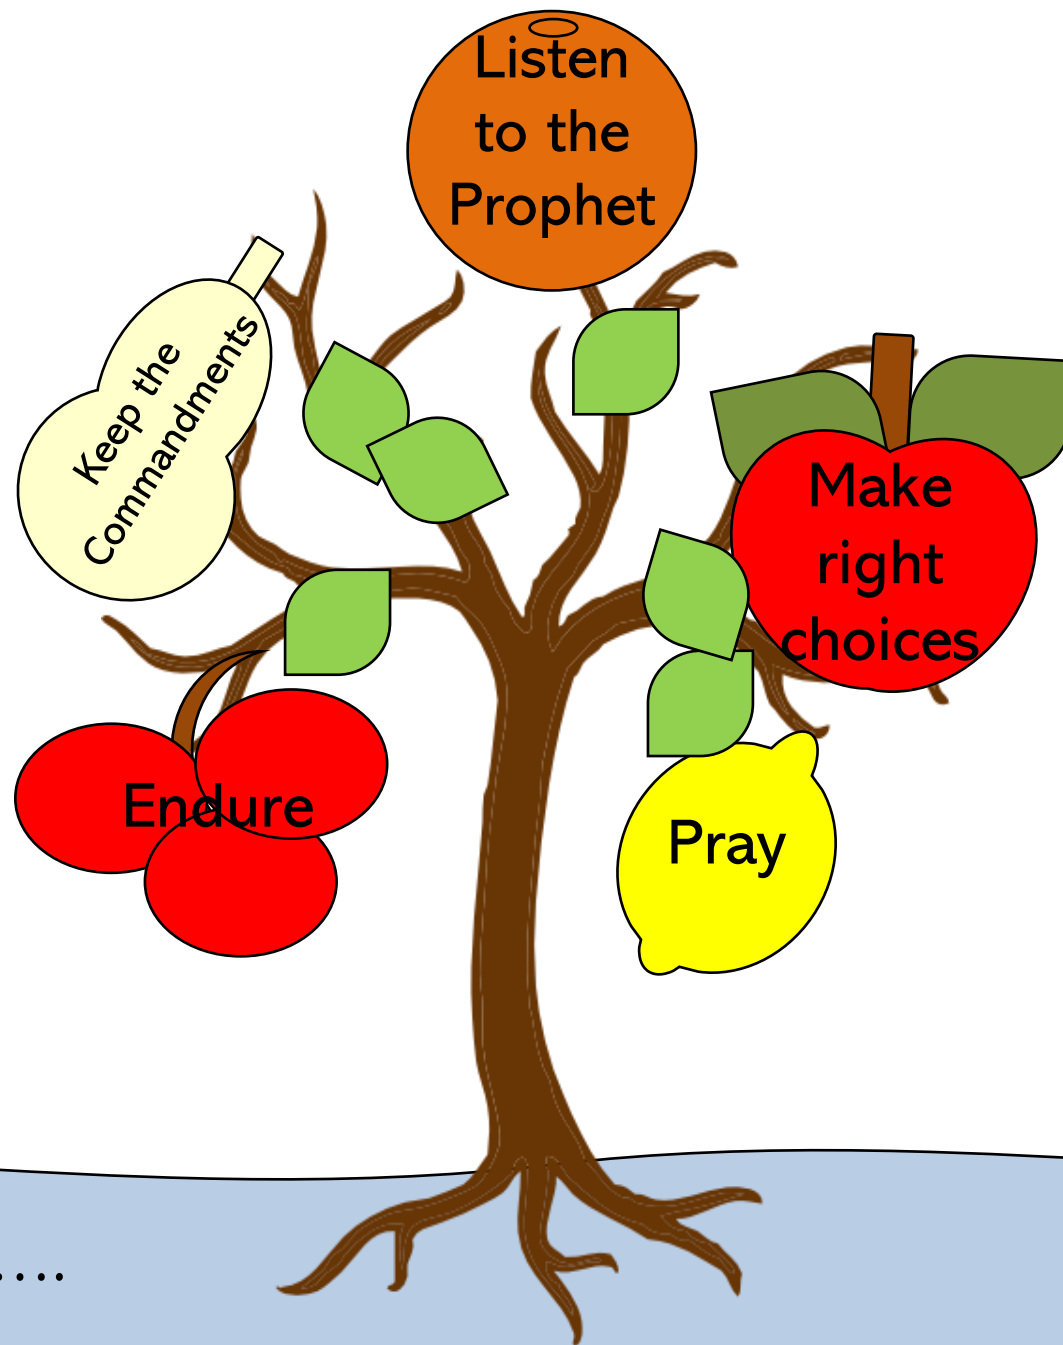 Listen
to the
Prophet
Keep the
Commandments
Make
right
choices
Endure
Pray
....